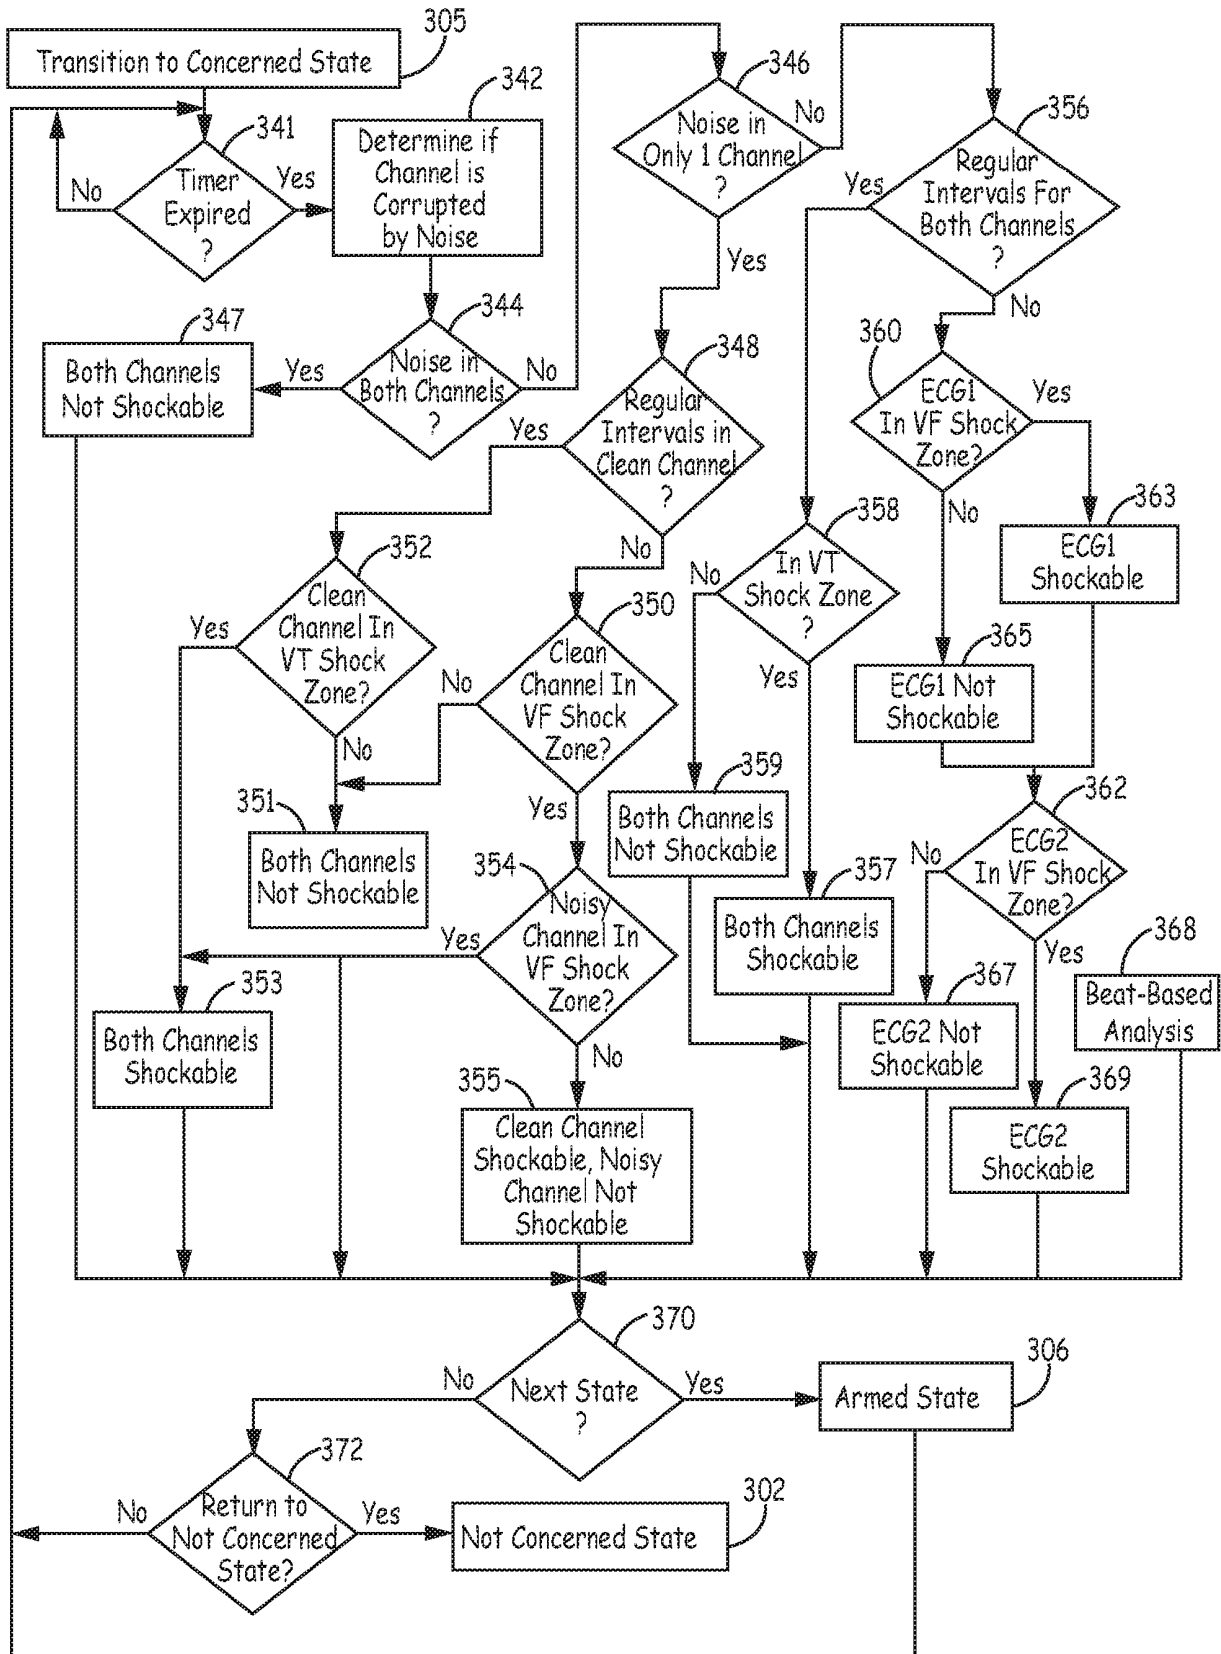 305
Transition to Concerned State
341
Timer
Expired
?
No
Yes
342
Determine if
Channel is
Corrupted
by Noise
344
Noise in
Both Channels
?
Yes
No
347
Both Channels
Not Shockable
346
Noise in
Only 1 Channel
?
No
Yes
356
Regular
Intervals For
Both Channels
?
Yes
No
348
Regular
Intervals in
Clean Channel
?
Yes
No
360
ECG1
In VF Shock
Zone?
Yes
No
363
ECG1
Shockable
365
ECG1 Not
Shockable
352
Clean
Channel In
VT Shock
Zone?
Yes
No
350
Clean
Channel In
VF Shock
Zone?
No
Yes
358
In VT
Shock Zone
?
No
Yes
351
Both Channels
Not Shockable
359
Both Channels
Not Shockable
362
ECG2
In VF Shock
Zone?
No
Yes
354
Noisy
Channel In
VF Shock
Zone?
Yes
No
357
Both Channels
Shockable
353
Both Channels
Shockable
367
ECG2 Not
Shockable
368
Beat-Based
Analysis
355
Clean Channel
Shockable, Noisy
Channel Not
Shockable
369
ECG2
Shockable
370
Next State
?
No
Yes
306
Armed State
372
Return to
Not Concerned
State?
No
Yes
302
Not Concerned State